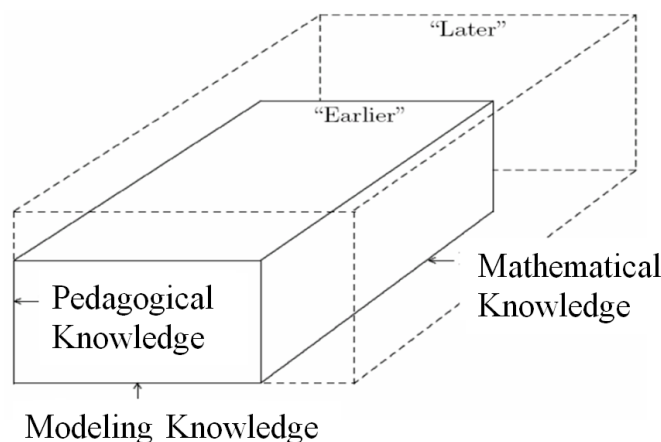 “Later”
“Earlier”
Mathematical
Knowledge
Pedagogical
Knowledge
Modeling Knowledge